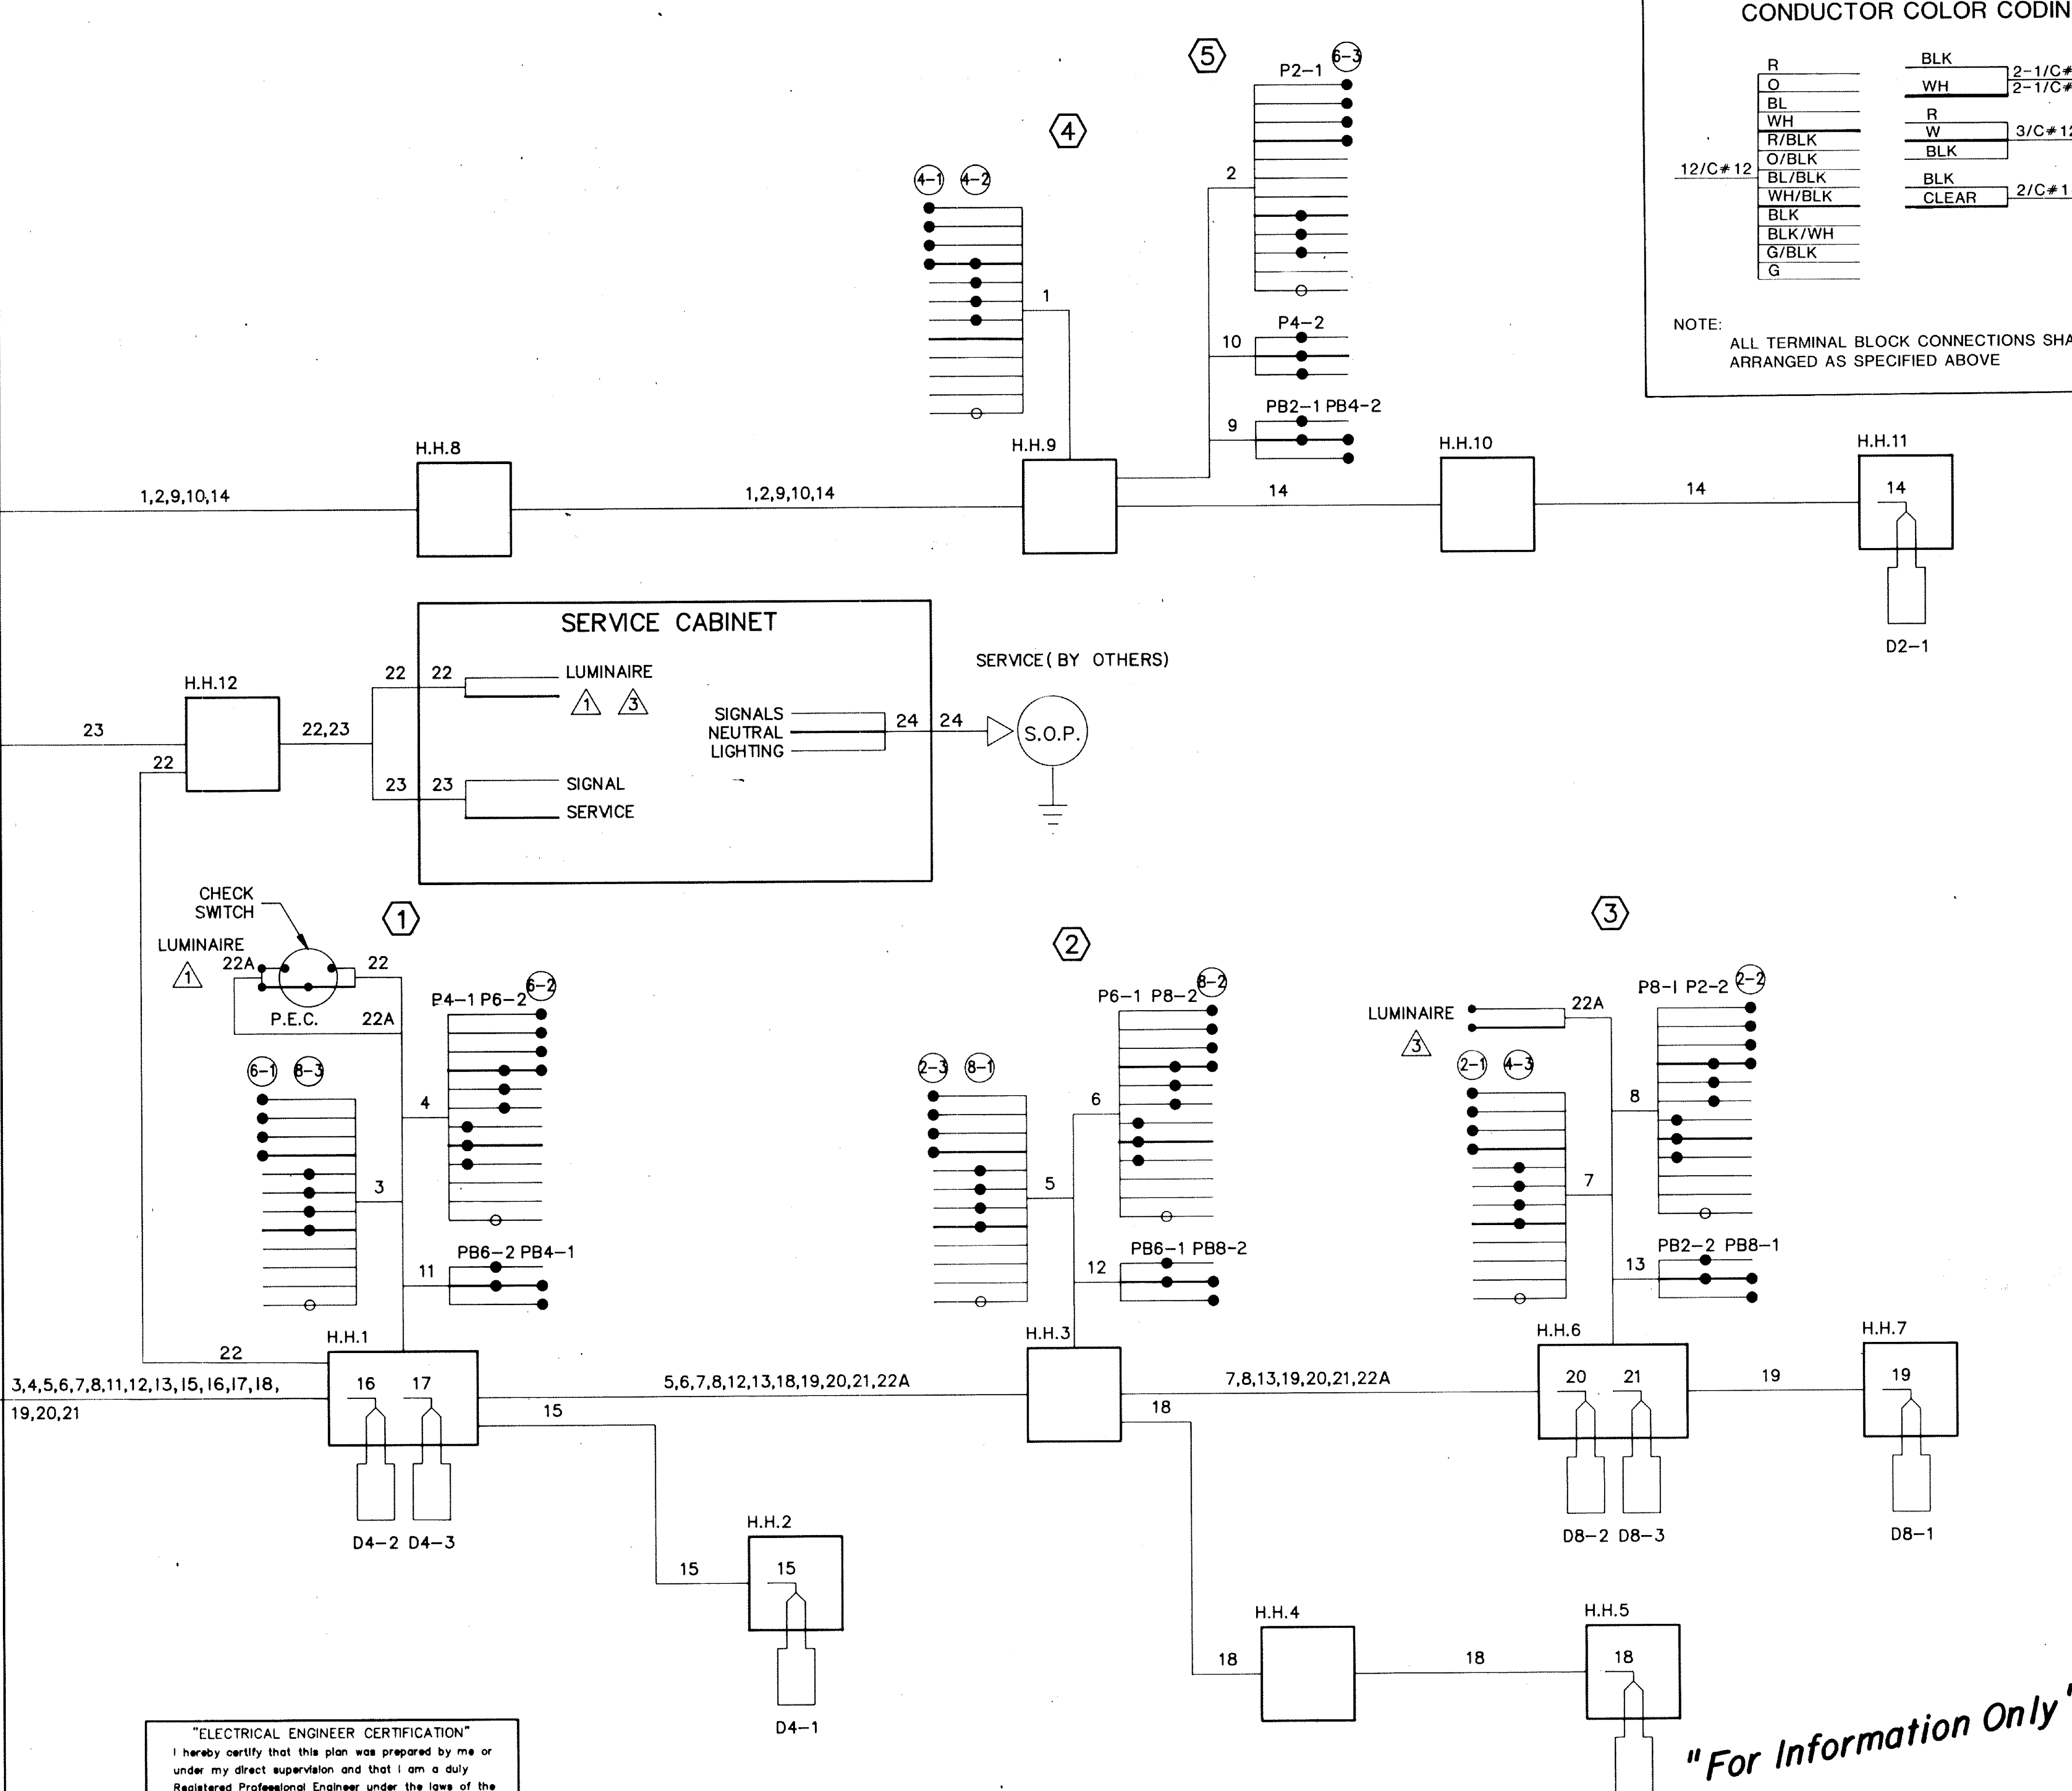 CONDUCTOR COLOR CODIN
R
O
BL
WH
R/BLK
O/BLK
BL/BLK
WH/BLK
BLK
BLK/WH
G/BLK
G
12/C#12
BLK
WH
2-1/C#
2-1/C#
R
W
BLK
3/C#12
BLK
CLEAR
2/C#1
NOTE:
ALL TERMINAL BLOCK CONNECTIONS SHA
ARRANGED AS SPECIFIED ABOVE
5
P2-1 6-3
2
4
4-1 4-2
1
P4-2
10
PB2-1 PB4-2
9
H.H.8
H.H.9
H.H.10
H.H.11
1,2,9,10,14
1,2,9,10,14
14
14
14
D2-1
SERVICE CABINET
22 22 LUMINAIRE
1 3
H.H.12
23
22,23
22
23 23 SIGNAL
SERVICE
SIGNALS
NEUTRAL
LIGHTING
24 24
SERVICE(BY OTHERS)
S.O.P.
CHECK
SWITCH
1
LUMINAIRE
1
22A
22
P.E.C.
22A
P4-1 P6-2 6-2
6-1 8-3
4
3
PB6-2 PB4-1
11
2
P6-1 P8-2 8-2
2-3 8-1
6
5
PB6-1 PB8-2
12
3
LUMINAIRE
3
22A
P8-1 P2-2 2-2
2-1 4-3
8
7
PB2-2 PB8-1
13
H.H.1
H.H.3
H.H.6
H.H.7
22
3,4,5,6,7,8,11,12,13,15,16,17,18,
19,20,21
16 17
5,6,7,8,12,13,18,19,20,21,22A
15
7,8,13,19,20,21,22A
18
20 21
19
19
D4-2 D4-3
D8-2 D8-3
D8-1
H.H.2
15
15
D4-1
H.H.4
18
18
H.H.5
18
"ELECTRICAL ENGINEER CERTIFICATION"
I hereby certify that this plan was prepared by me or
under my direct supervision and that I am a duly
Registered Professional Engineer under the laws of the
"For Information Only"